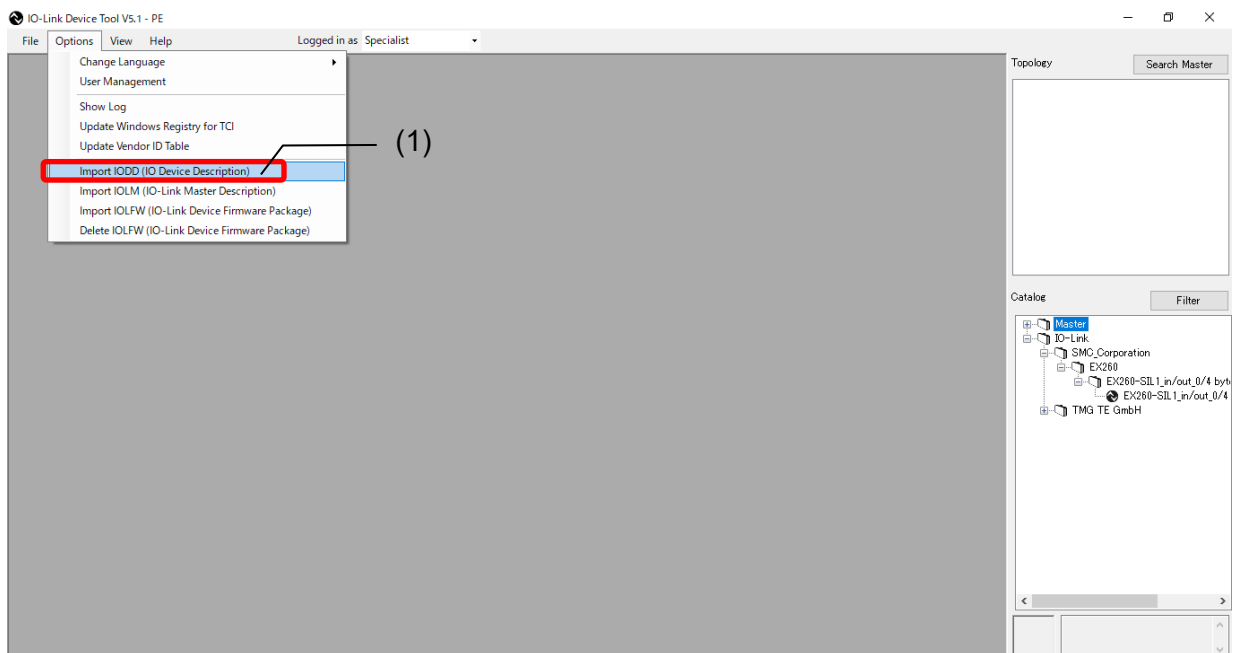 IO-Link Device Tool V5.1 - PE
File Options View Help Logged in as Specialist
Change Language
User Management
Show Log
Update Windows Registry for TCI
Update Vendor ID Table
Import IODD (IO Device Description)
Import IOLM (IO-Link Master Description)
Import IOLFW (IO-Link Device Firmware Package)
Delete IOLFW (IO-Link Device Firmware Package)
(1)
Topology Search Master
Catalog Filter
Master
IO-Link
SMC_Corporation
EX260
EX260-SIL1_in/out_0/4 byt
EX260-SIL1_in/out_0/4
TMG TE GmbH